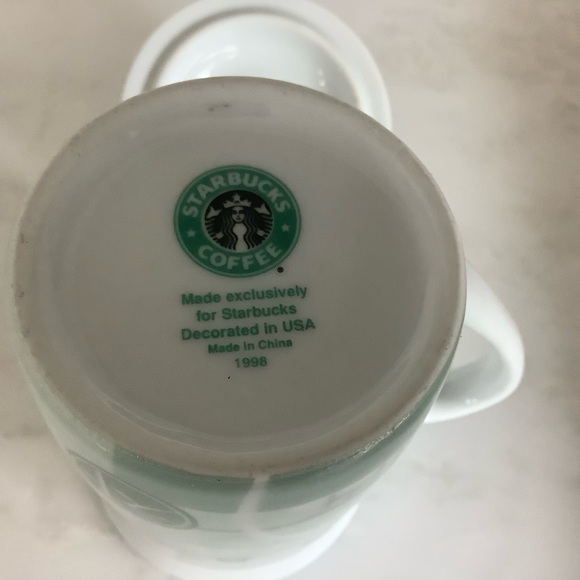 STARBUCKS
COFFEE
Made exclusively
for Starbucks
Decorated in USA
Made in China
1998